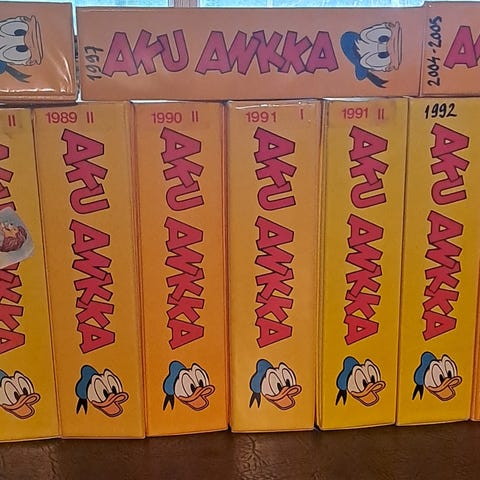 1997
AKU ANKKA
2004-2005
II
1989 II
AKU ANKKA
1990 II
AKU ANKKA
1991 I
AKU ANKKA
1991 II
AKU ANKKA
1992
AKU ANKKA